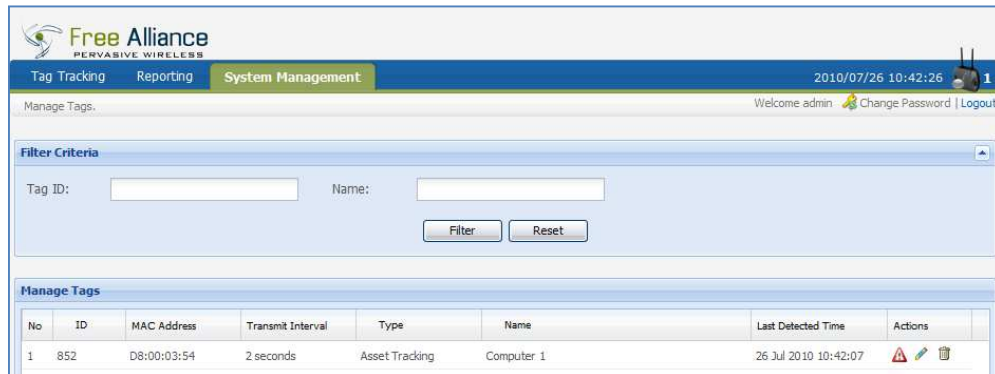 Free Alliance
PERVASIVE WIRELESS
Tag Tracking Reporting System Management 2010/07/26 10:42:26 1
Manage Tags. Welcome admin Change Password | Logout
Filter Criteria
Tag ID: Name:
Filter Reset
Manage Tags
No ID MAC Address Transmit Interval Type Name Last Detected Time Actions
1 852 D8:00:03:54 2 seconds Asset Tracking Computer 1 26 Jul 2010 10:42:07